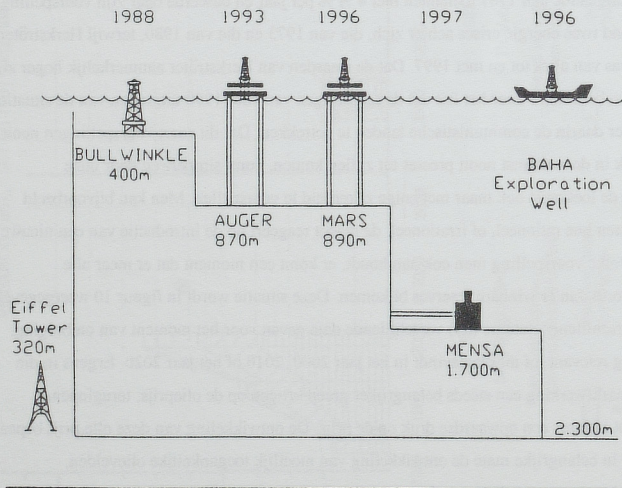 1988 1993 1996 1997 1996
BULLWINKLE
400m
BAHA
Exploration
Well
AUGER
870m
MARS
890m
Eiffel
Tower
320m
MENSA
1.700m
2.300m